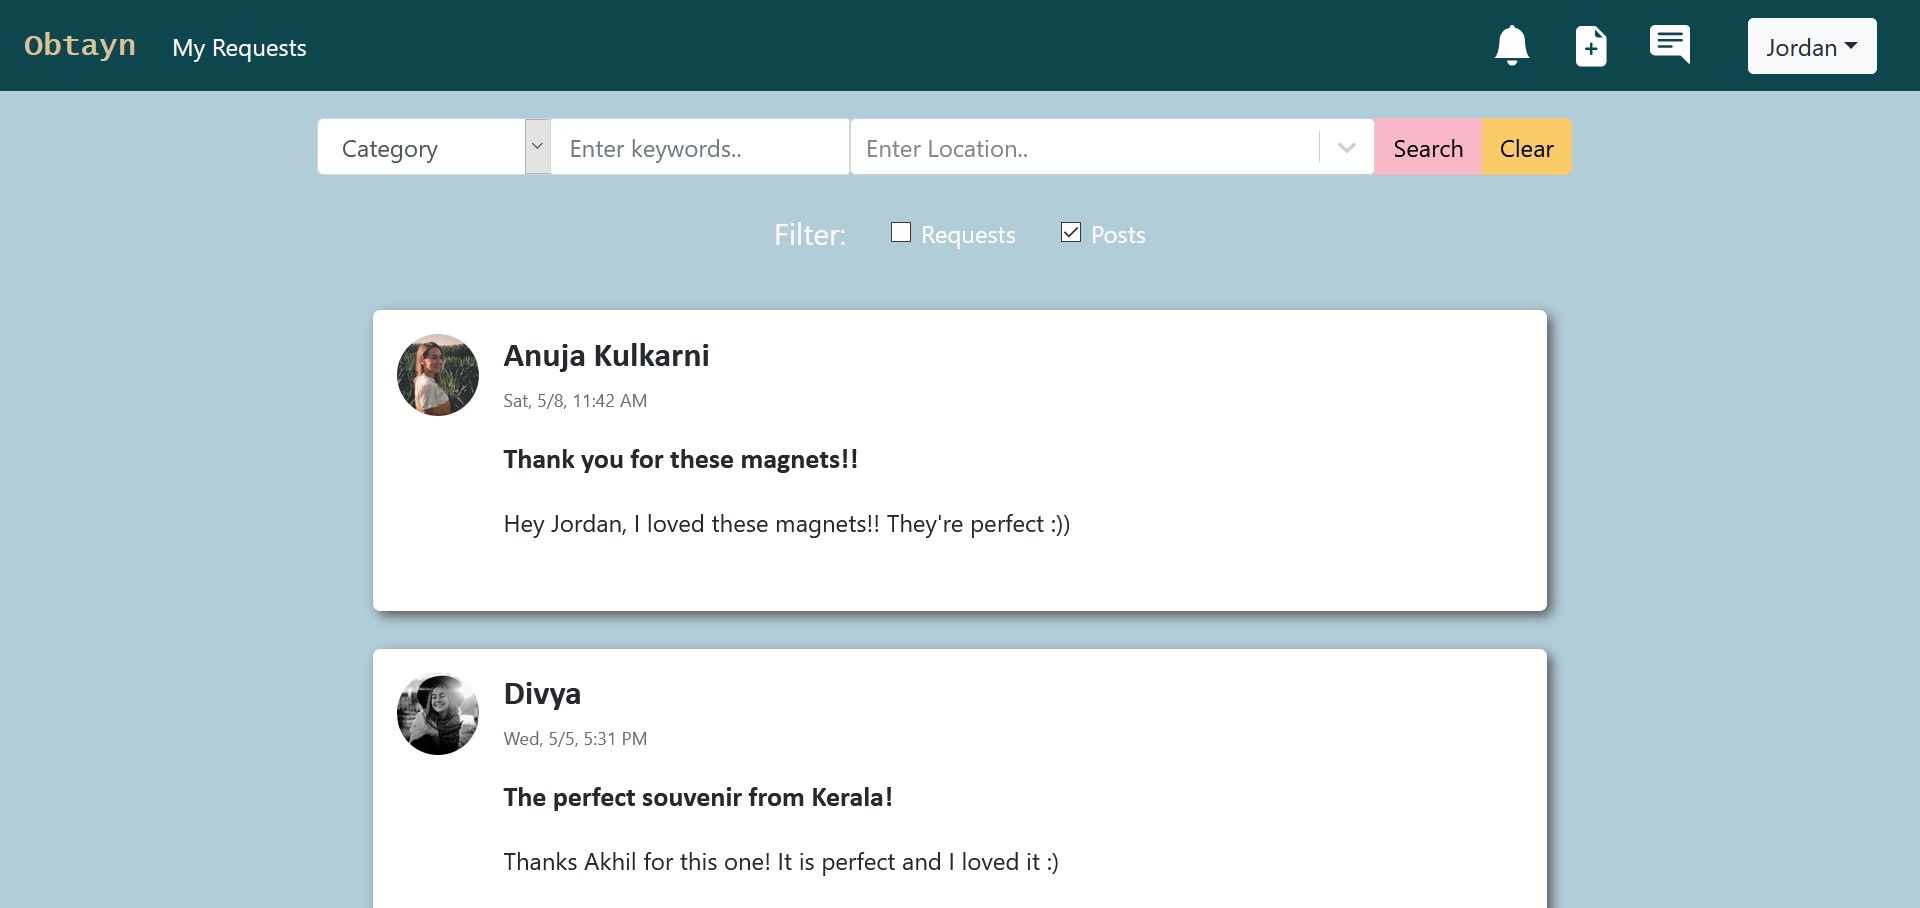 Obtayn My Requests Jordan
Category Enter keywords.. Enter Location.. Search Clear
Filter: Requests Posts
Anuja Kulkarni
Sat, 5/8, 11:42 AM
Thank you for these magnets!!
Hey Jordan, I loved these magnets!! They're perfect :))
Divya
Wed, 5/5, 5:31 PM
The perfect souvenir from Kerala!
Thanks Akhil for this one! It is perfect and I loved it :)